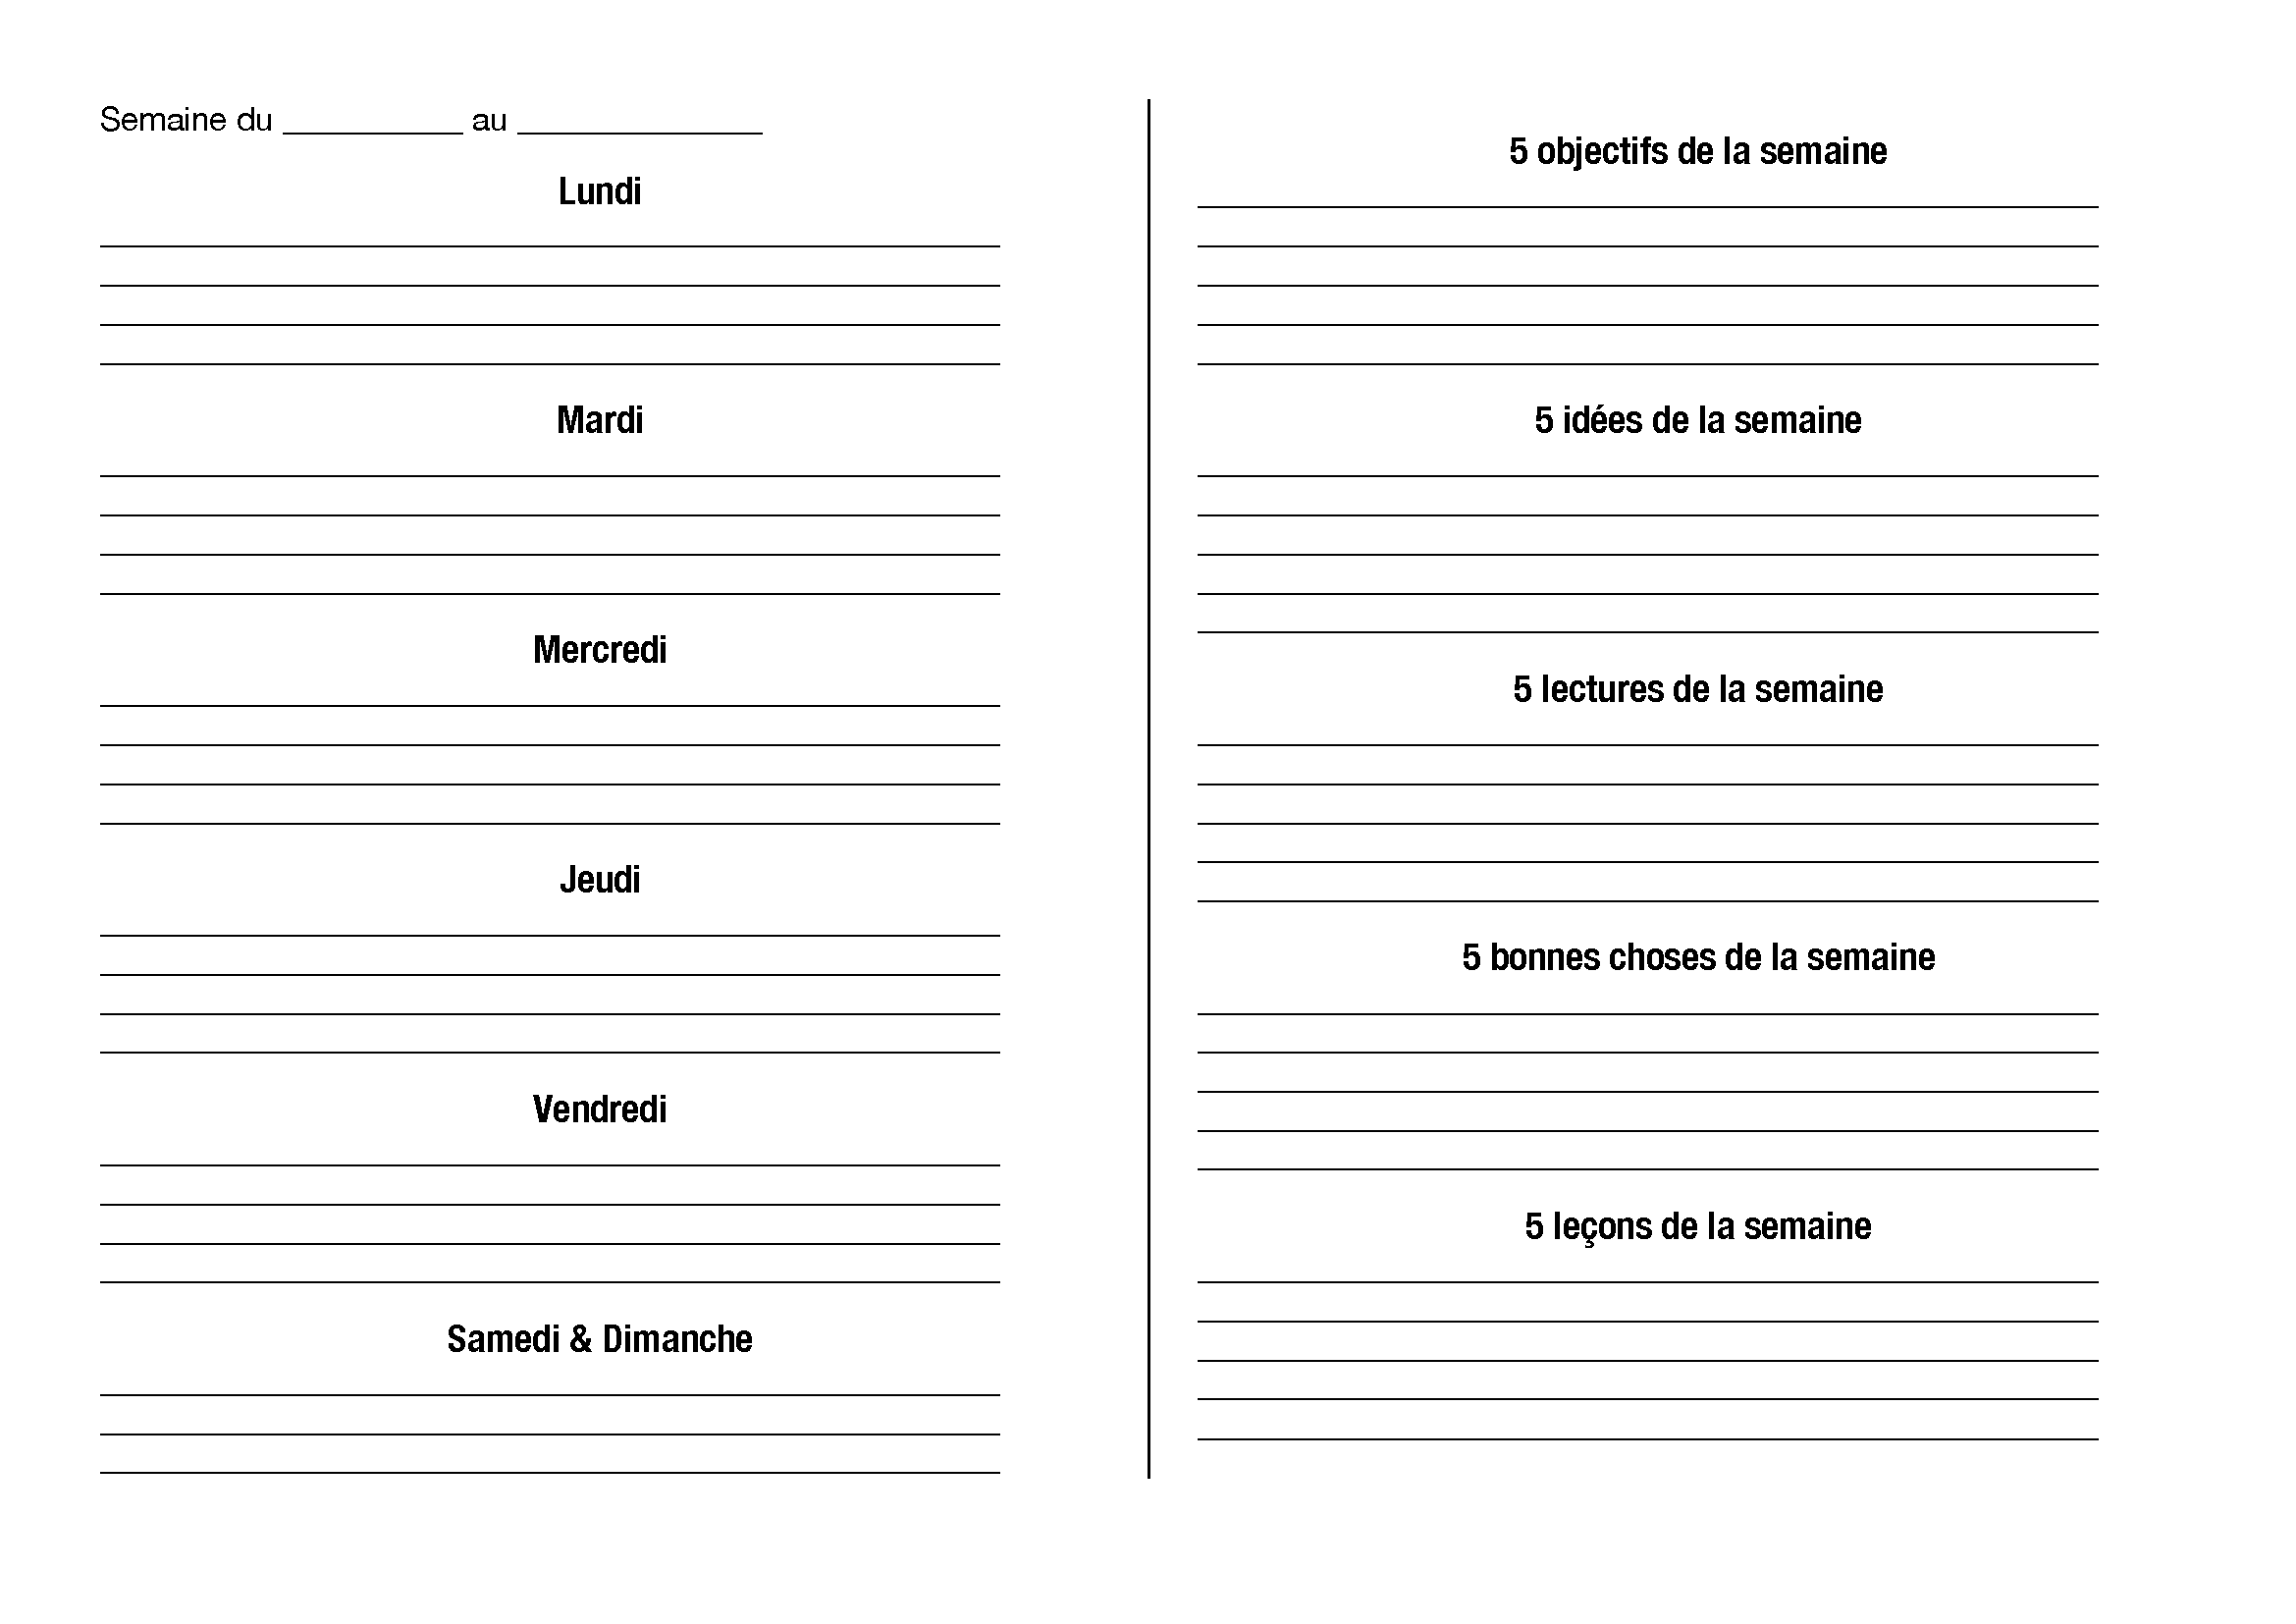 Semaine du __________ au ______________
Lundi
Mardi
Mercredi
Jeudi
Vendredi
Samedi & Dimanche
5 objectifs de la semaine
5 idées de la semaine
5 lectures de la semaine
5 bonnes choses de la semaine
5 leçons de la semaine